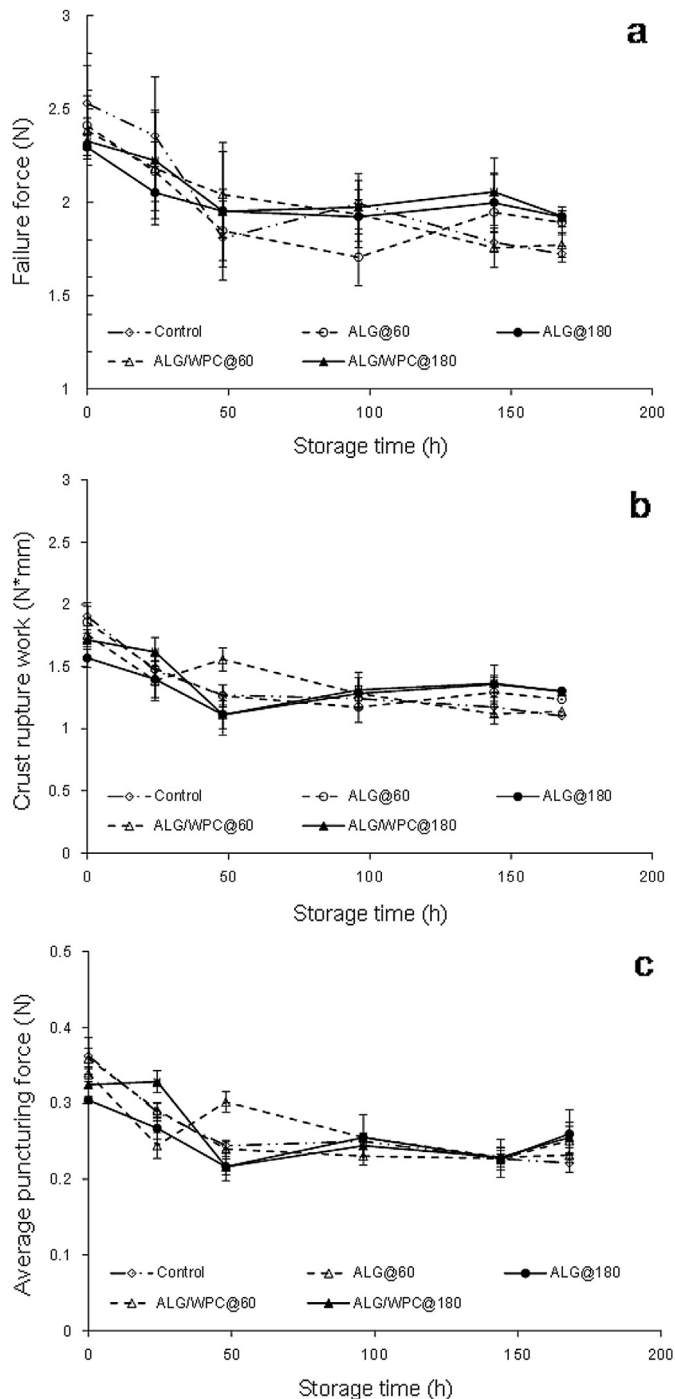 a
3
2.5
2
1.5
1
Failure force (N)
Control ALG@60 ALG@180
ALG/WPC@60 ALG/WPC@180
0 50 100 150 200
Storage time (h)
b
3
2.5
2
1.5
1
0.5
0
Crust rupture work (N*mm)
Control ALG@60 ALG@180
ALG/WPC@60 ALG/WPC@180
0 50 100 150 200
Storage time (h)
c
0.5
0.4
0.3
0.2
0.1
0
Average puncturing force (N)
Control ALG@60 ALG@180
ALG/WPC@60 ALG/WPC@180
0 50 100 150 200
Storage time (h)